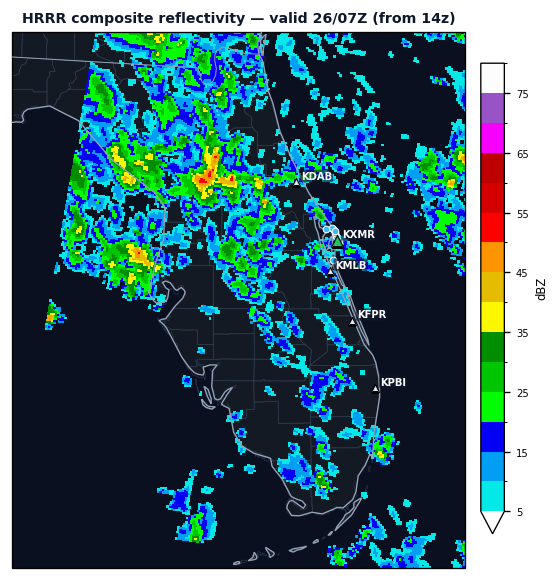 HRRR composite reflectivity — valid 26/07Z (from 14z)
75
65
KDAB
55
KXMR
45
KMLB
dBZ
KFPR
35
KPBI
25
15
5